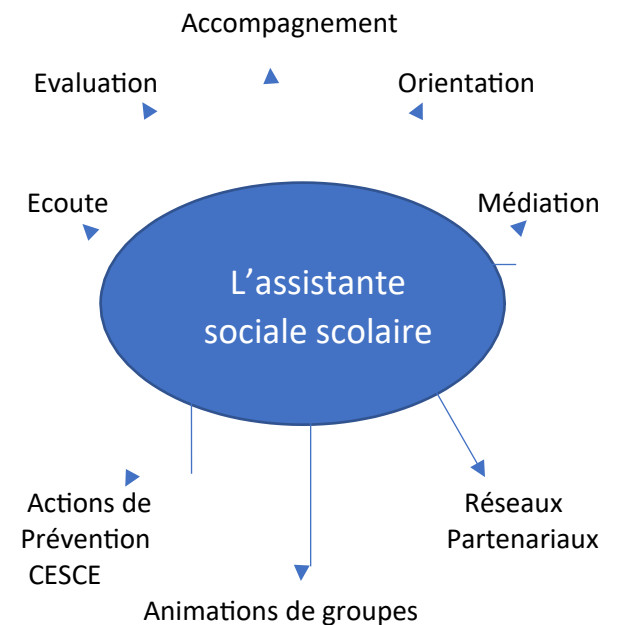 Accompagnement
Evaluation
Orientation
Ecoute
Médiation
L’assistante
sociale scolaire
Actions de
Prévention
CESCE
Réseaux
Partenariaux
Animations de groupes